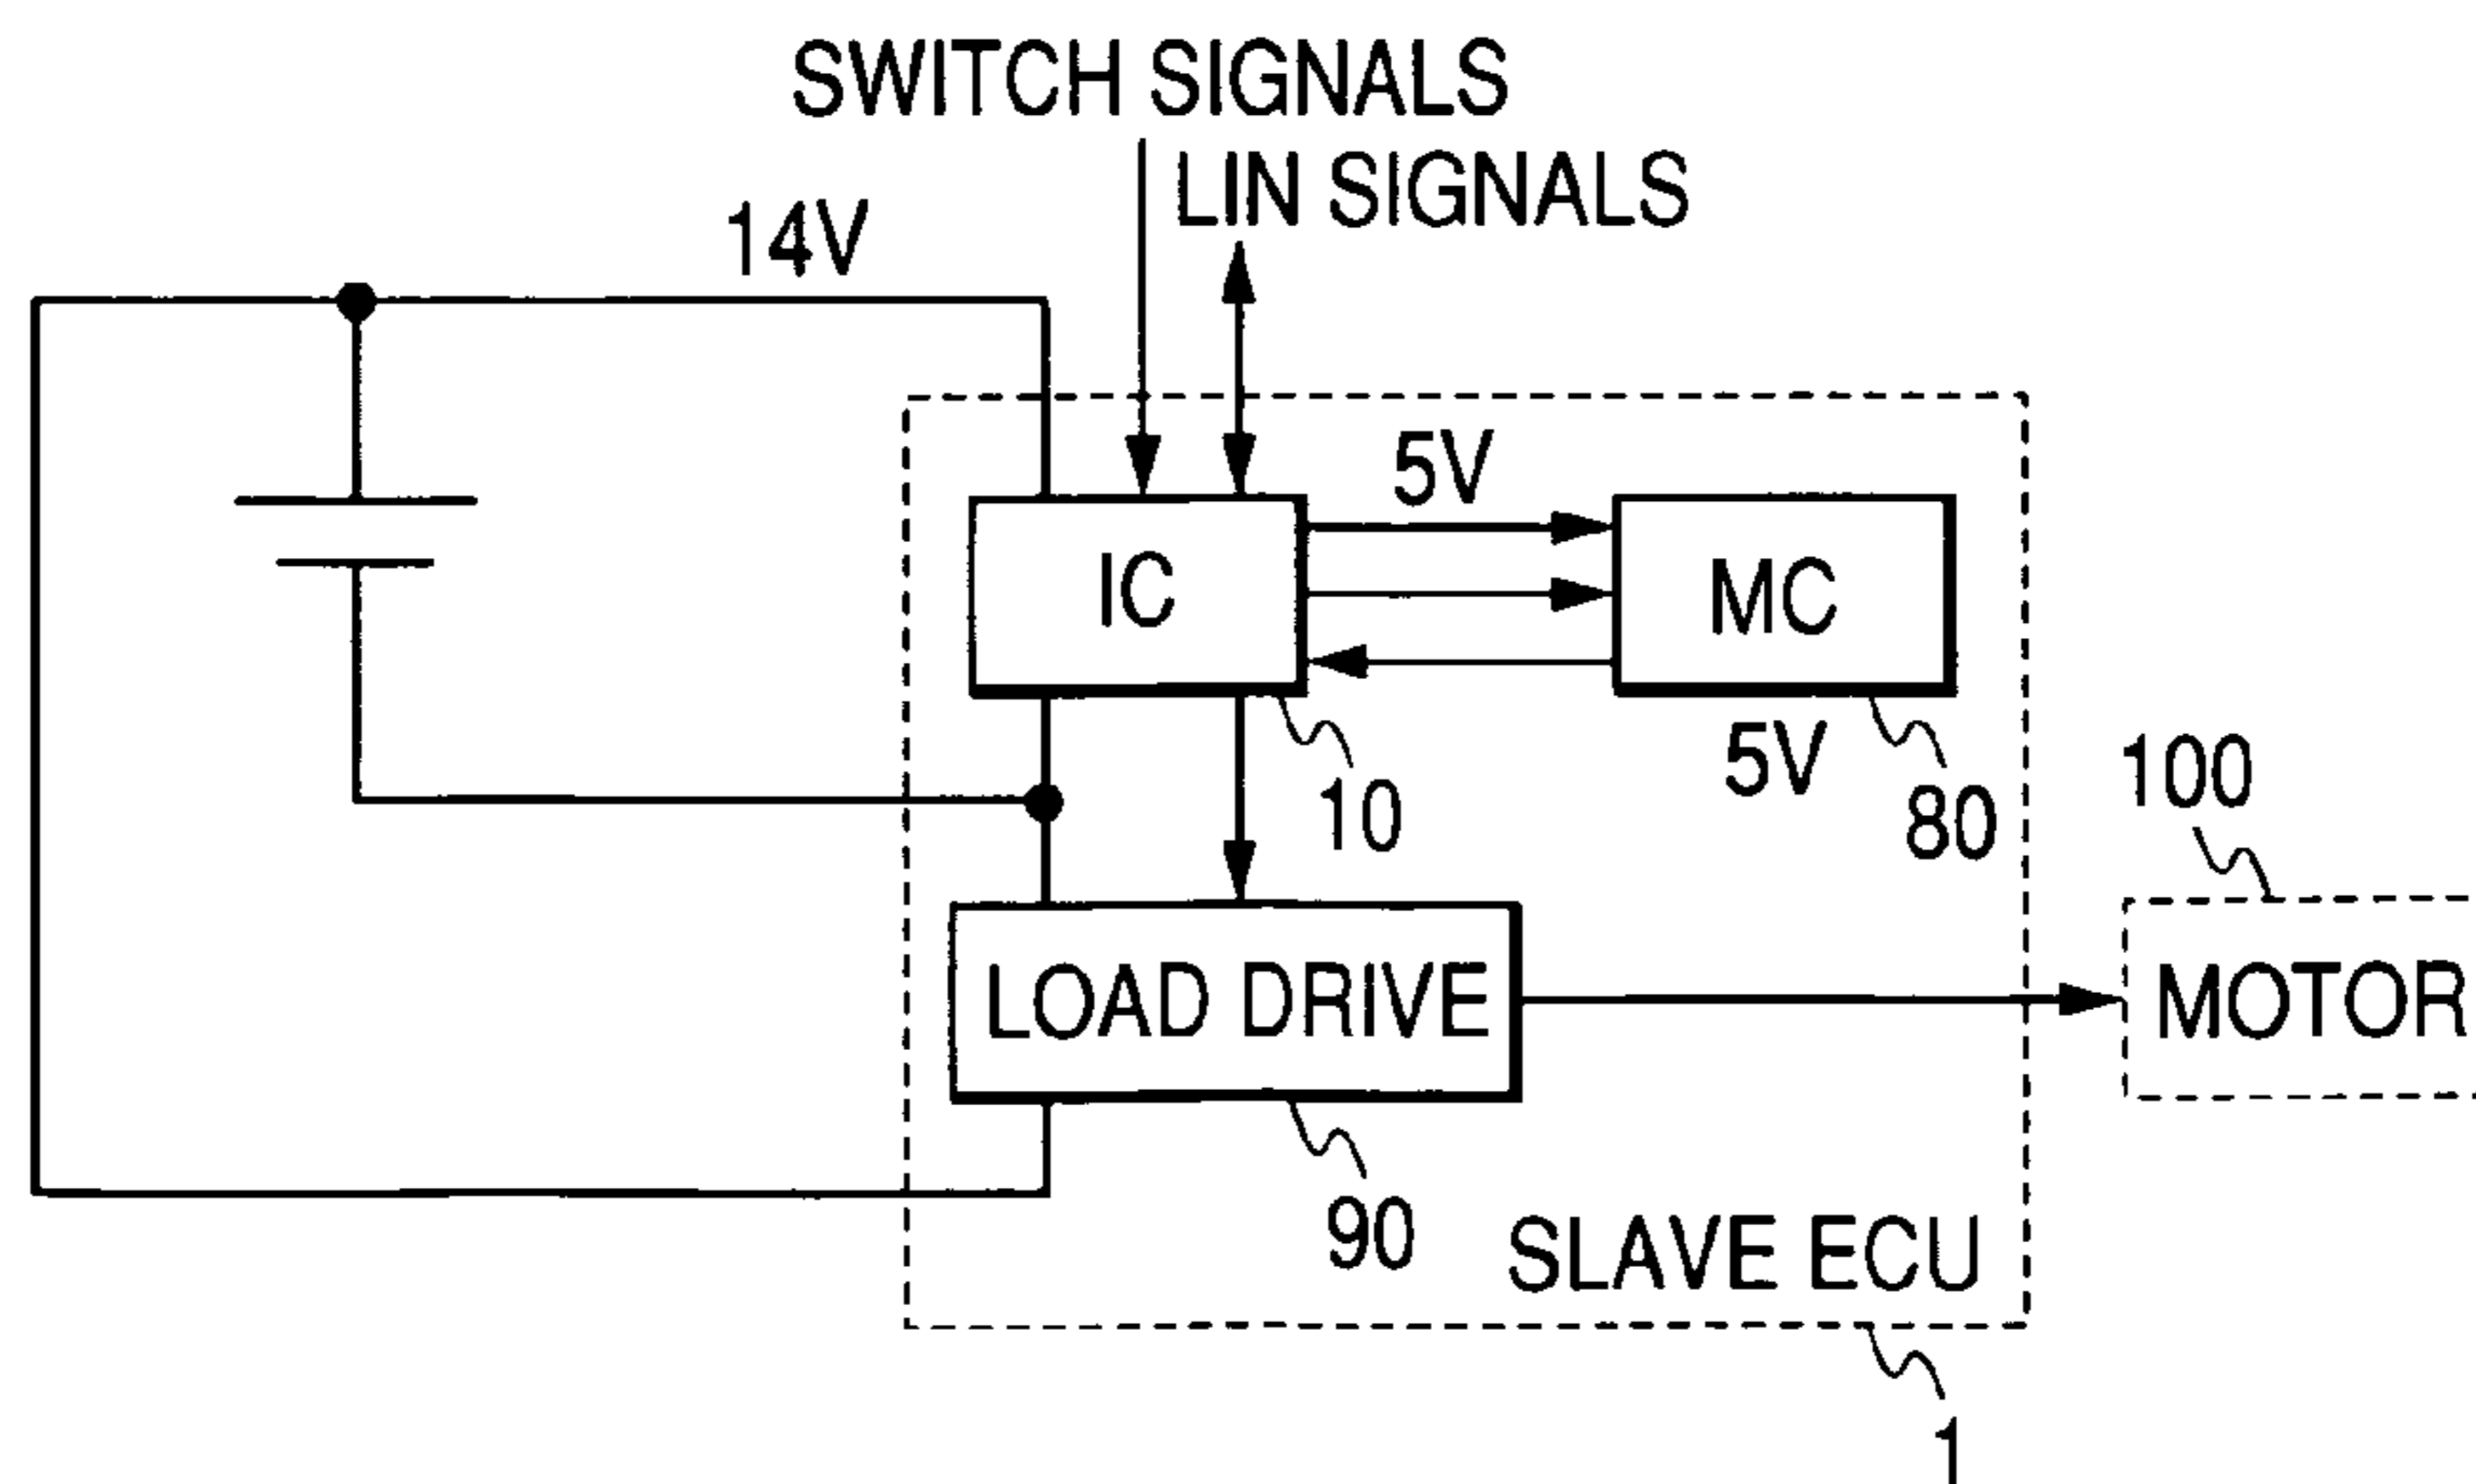 SWITCH SIGNALS
LIN SIGNALS
14V
5V
IC
MC
10
5V
80
100
LOAD DRIVE
MOTOR
90
SLAVE ECU
1